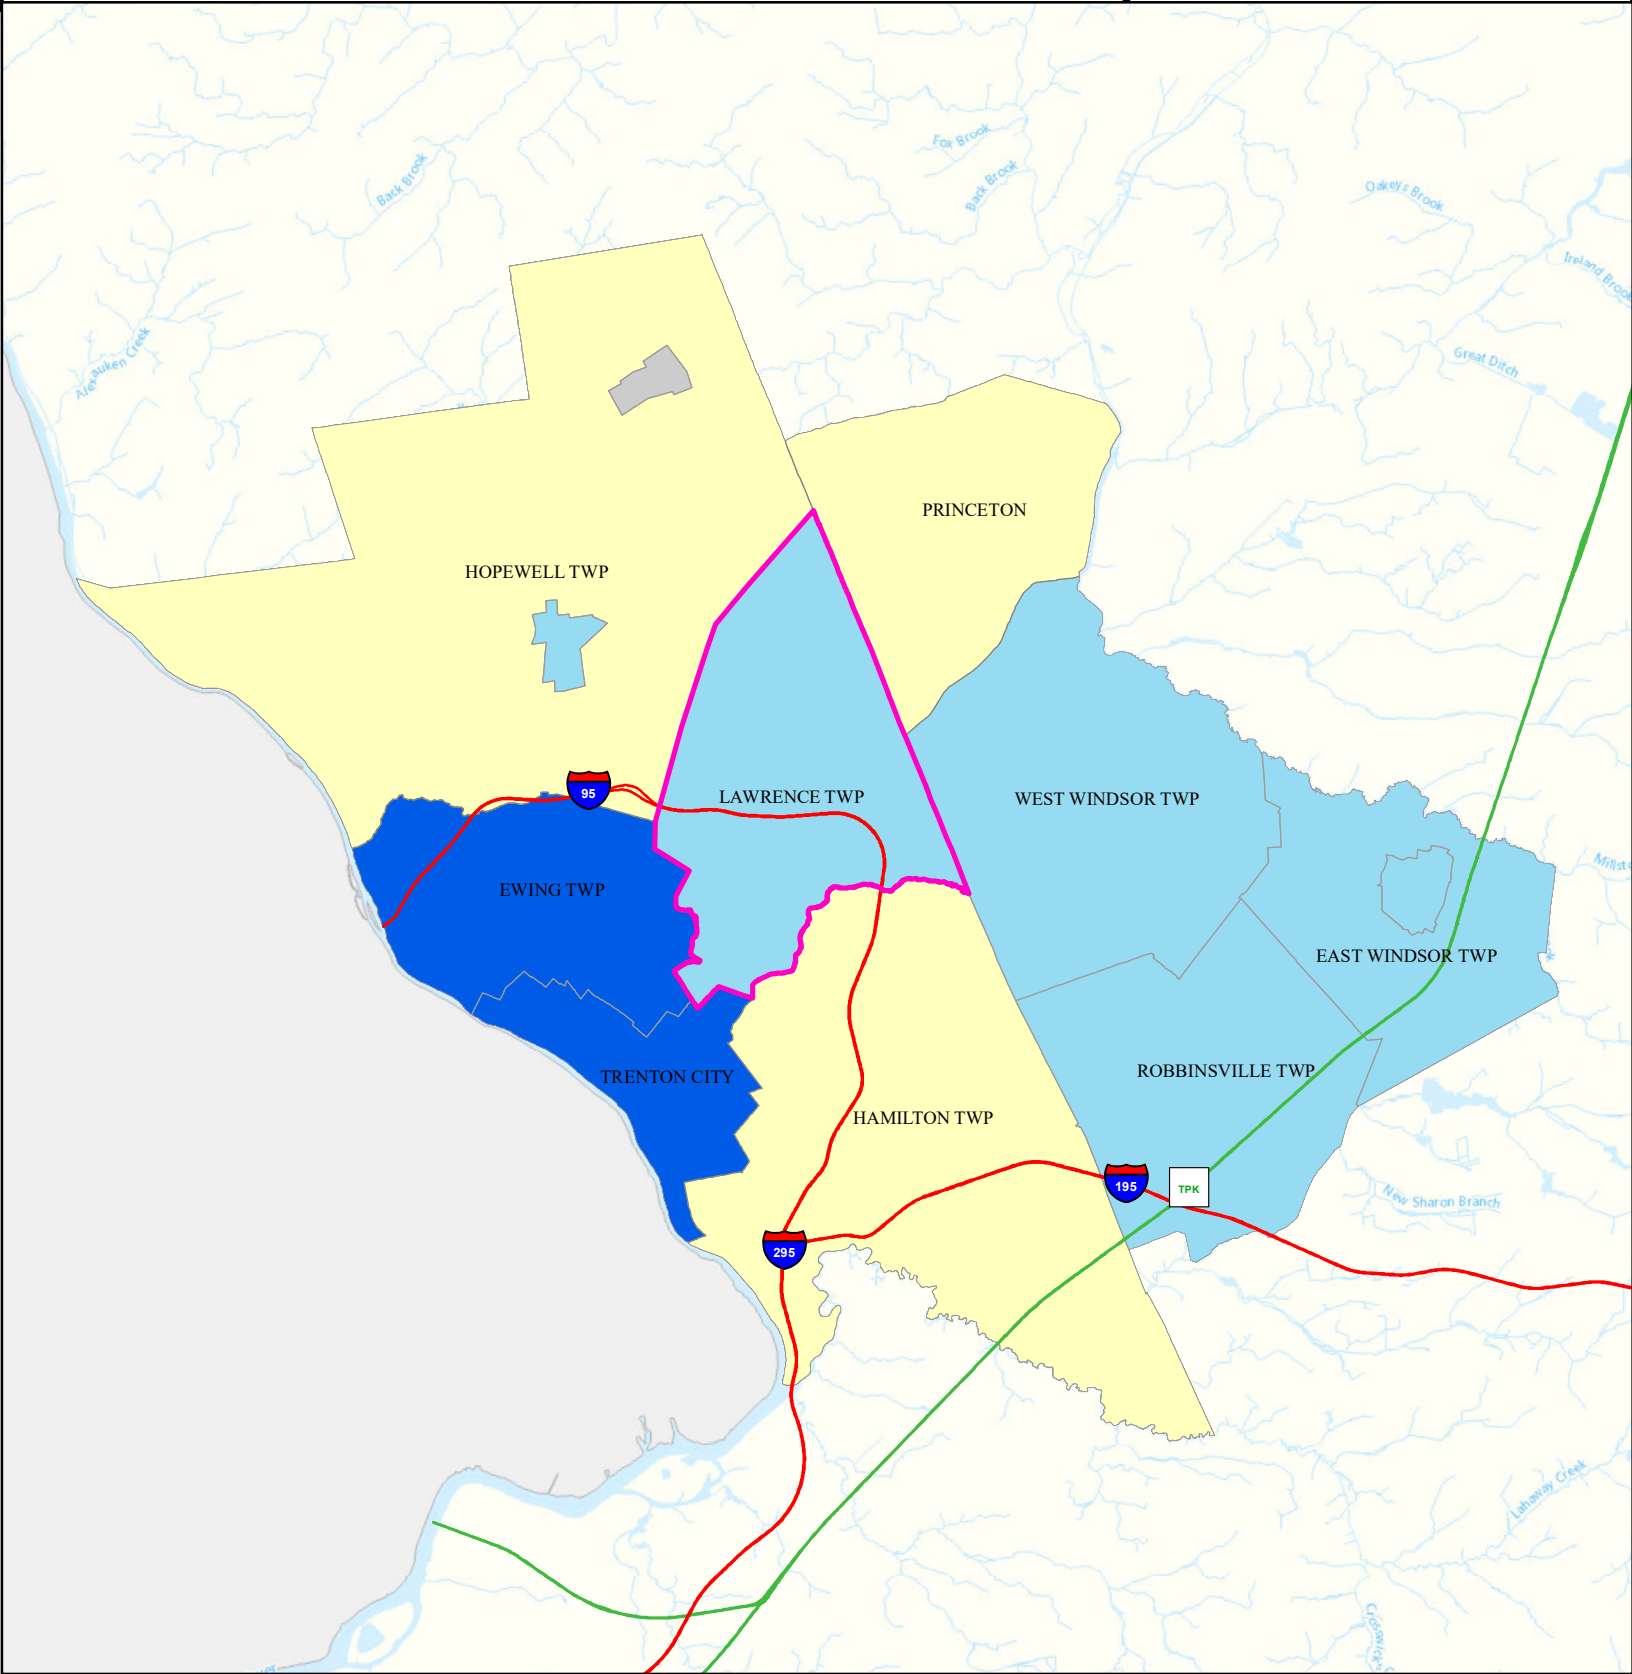 Fox Brook
Back Brook
Back Brook
Oakeys Brook
Ireland Brook
Alexauken Creek
Great Ditch
PRINCETON
HOPEWELL TWP
95
LAWRENCE TWP
WEST WINDSOR TWP
EWING TWP
EAST WINDSOR TWP
TRENTON CITY
ROBBINSVILLE TWP
HAMILTON TWP
195
TPK
New Sharon Branch
295
Lahaway Creek